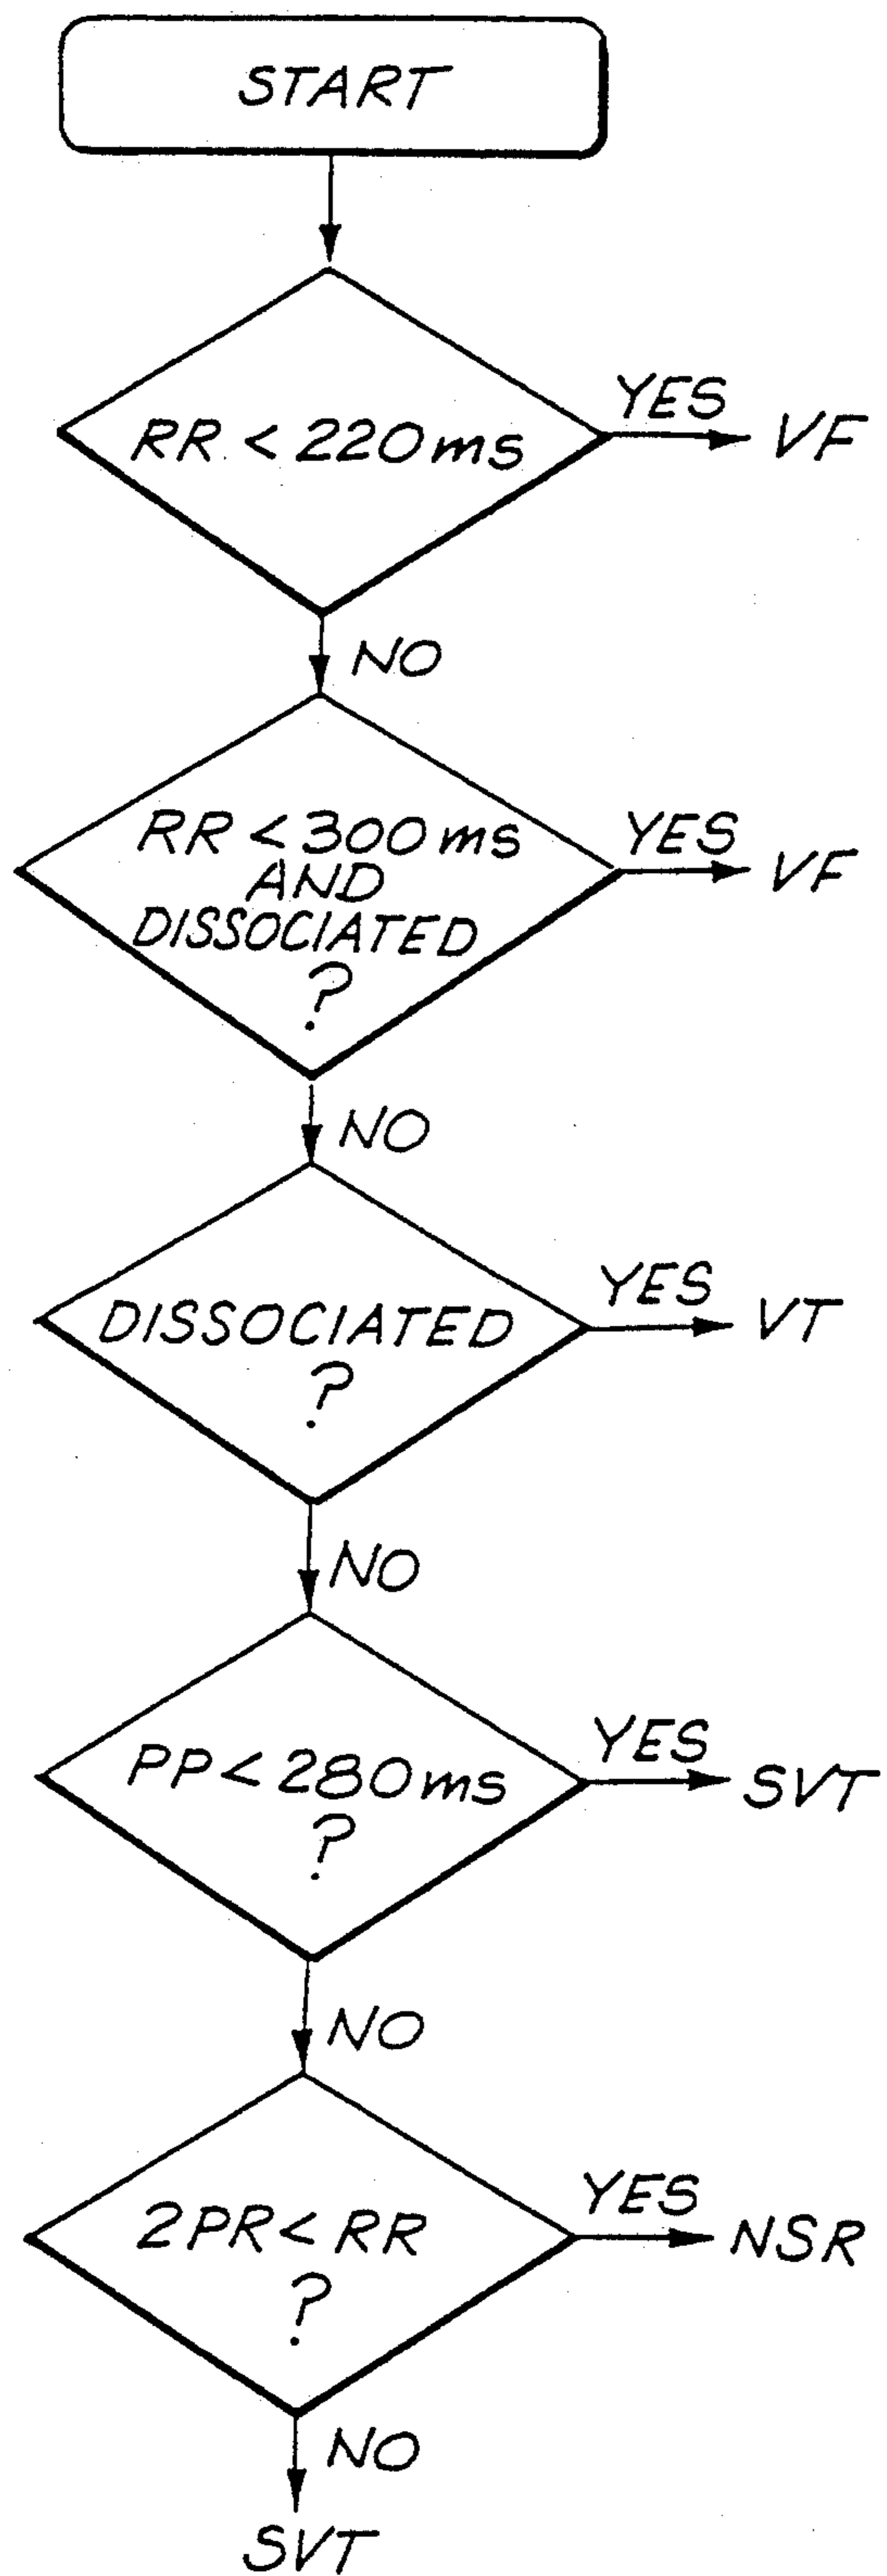 START
RR < 220 ms
YES
VF
NO
RR < 300 ms
AND
DISSOCIATED
?
YES
VF
NO
DISSOCIATED
?
YES
VT
NO
PP < 280 ms
?
YES
SVT
NO
2PR < RR
?
YES
NSR
NO
SVT